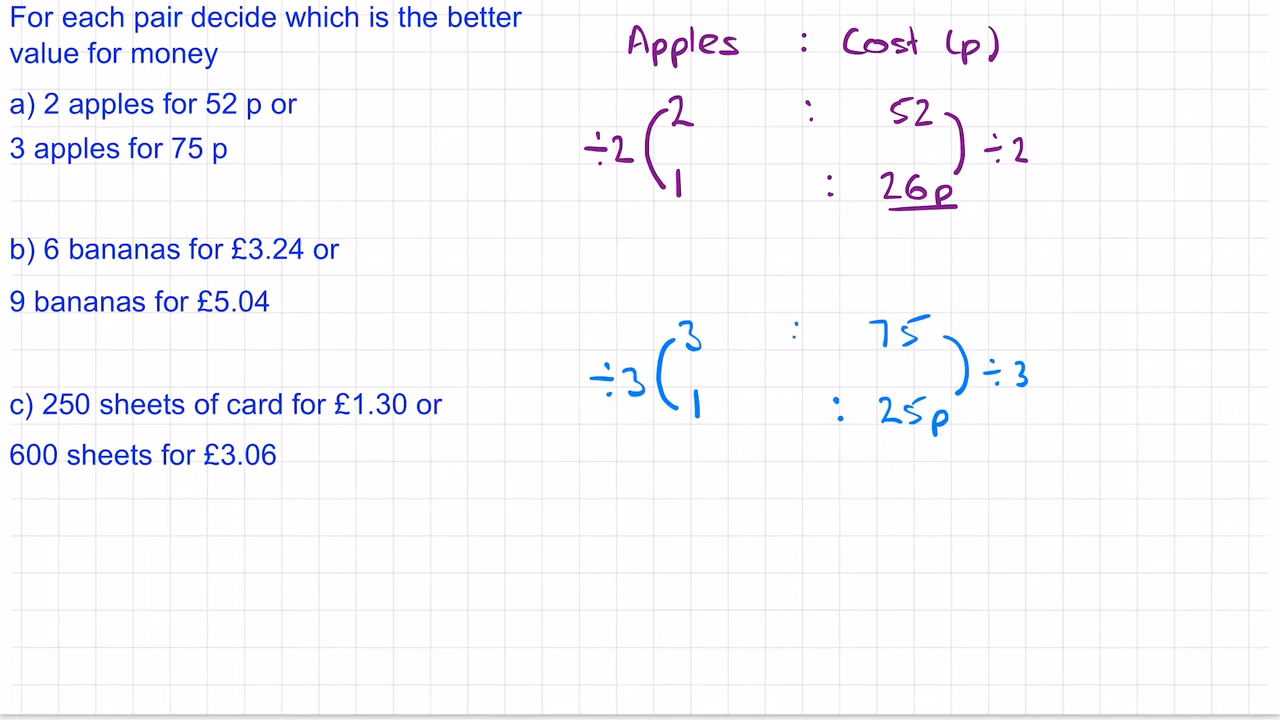 For each pair decide which is the better
value for money
a) 2 apples for 52 p or
3 apples for 75 p
b) 6 bananas for £3.24 or
9 bananas for £5.04
c) 250 sheets of card for £1.30 or
600 sheets for £3.06
Apples : Cost (p)
÷2 ( 2 : 52 ) ÷2
1 : 26p
÷3 ( 3 : 75 ) ÷3
1 : 25p